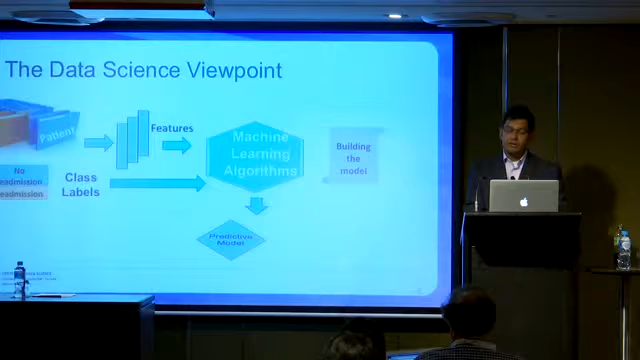 The Data Science Viewpoint
Patient
Features
Machine
Learning
Algorithms
Building
the
model
No
eadmission
eadmission
Class
Labels
Predictive
Model